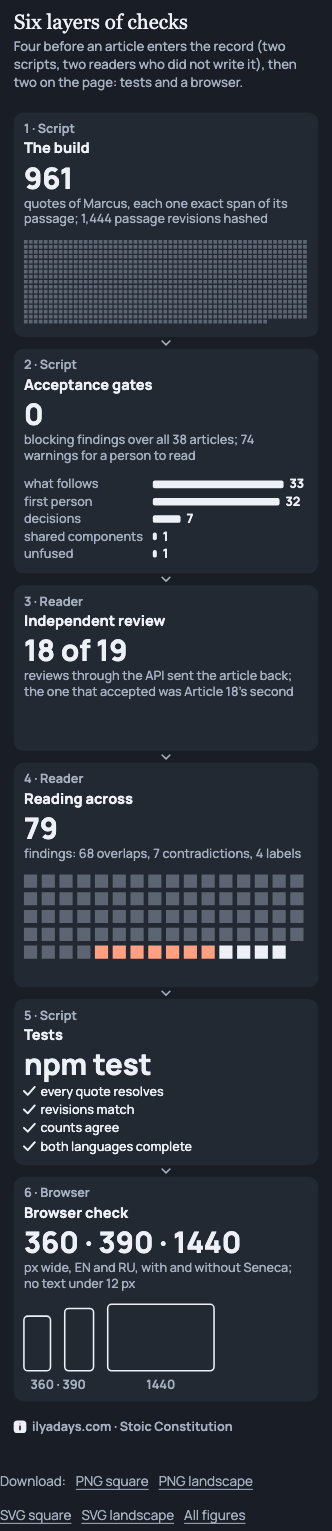 Six layers of checks
Four before an article enters the record (two
scripts, two readers who did not write it), then
two on the page: tests and a browser.
1 · Script
The build
961
quotes of Marcus, each one exact span of its
passage; 1,444 passage revisions hashed
2 · Script
Acceptance gates
0
blocking findings over all 38 articles; 74
warnings for a person to read
what follows 33
first person 32
decisions 7
shared components 1
unfused 1
3 · Reader
Independent review
18 of 19
reviews through the API sent the article back;
the one that accepted was Article 18's second
4 · Reader
Reading across
79
findings: 68 overlaps, 7 contradictions, 4 labels
5 · Script
Tests
npm test
every quote resolves
revisions match
counts agree
both languages complete
6 · Browser
Browser check
360 · 390 · 1440
px wide, EN and RU, with and without Seneca;
no text under 12 px
360 · 390 1440
ilyadays.com · Stoic Constitution
Download: PNG square PNG landscape
SVG square SVG landscape All figures